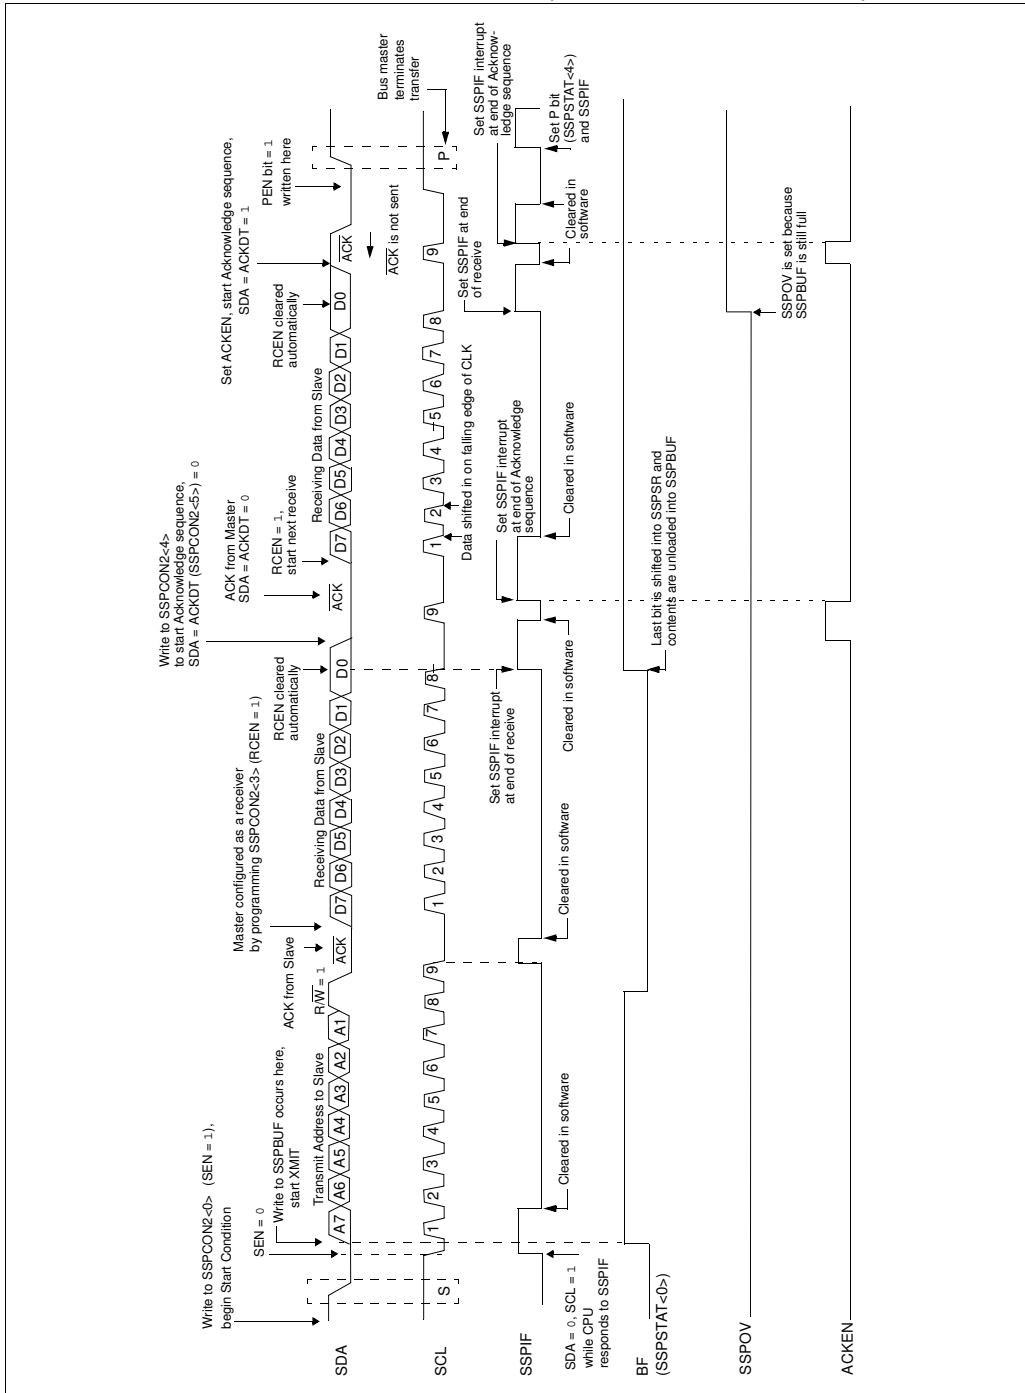 Write to SSPCON2<0> (SEN = 1),
begin Start Condition
SEN = 0
Write to SSPBUF occurs here,
start XMIT
Transmit Address to Slave
ACK from Slave
R/W = 1
Master configured as a receiver
by programming SSPCON2<3> (RCEN = 1)
Receiving Data from Slave
RCEN cleared
automatically
Write to SSPCON2<4>
to start Acknowledge sequence,
SDA = ACKDT (SSPCON2<5>) = 0
ACK from Master
SDA = ACKDT = 0
RCEN = 1,
start next receive
Receiving Data from Slave
RCEN cleared
automatically
Set ACKEN, start Acknowledge sequence,
SDA = ACKDT = 1
PEN bit = 1
written here
SDA
A7 A6 A5 A4 A3 A2 A1
ACK
D7 D6 D5 D4 D3 D2 D1 D0
ACK
D7 D6 D5 D4 D3 D2 D1 D0
ACK
ACK is not sent
Bus master
terminates
transfer
SCL
S
1 2 3 4 5 6 7 8 9
1 2 3 4 5 6 7 8 9
1 2 3 4 5 6 7 8 9
P
Data shifted in on falling edge of CLK
Set SSPIF interrupt
at end of receive
Set SSPIF interrupt
at end of Acknowledge
sequence
Set SSPIF at end
of receive
Set SSPIF interrupt
at end of Acknow-
ledge sequence
SSPIF
SDA = 0, SCL = 1
while CPU
responds to SSPIF
Cleared in software
Cleared in software
Cleared in software
Cleared in software
Cleared in
software
Set P bit
(SSPSTAT<4>)
and SSPIF
BF
(SSPSTAT<0>)
Last bit is shifted into SSPSR and
contents are unloaded into SSPBUF
SSPOV
SSPOV is set because
SSPBUF is still full
ACKEN